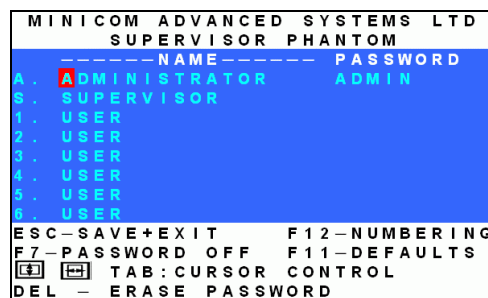 MINICOM ADVANCED SYSTEMS LTD
SUPERVISOR PHANTOM
------NAME------ PASSWORD
A. ADMINISTRATOR ADMIN
S. SUPERVISOR
1. USER
2. USER
3. USER
4. USER
5. USER
6. USER
ESC-SAVE+EXIT F12-NUMBERING
F7-PASSWORD OFF F11-DEFAULTS
TAB:CURSOR CONTROL
DEL - ERASE PASSWORD